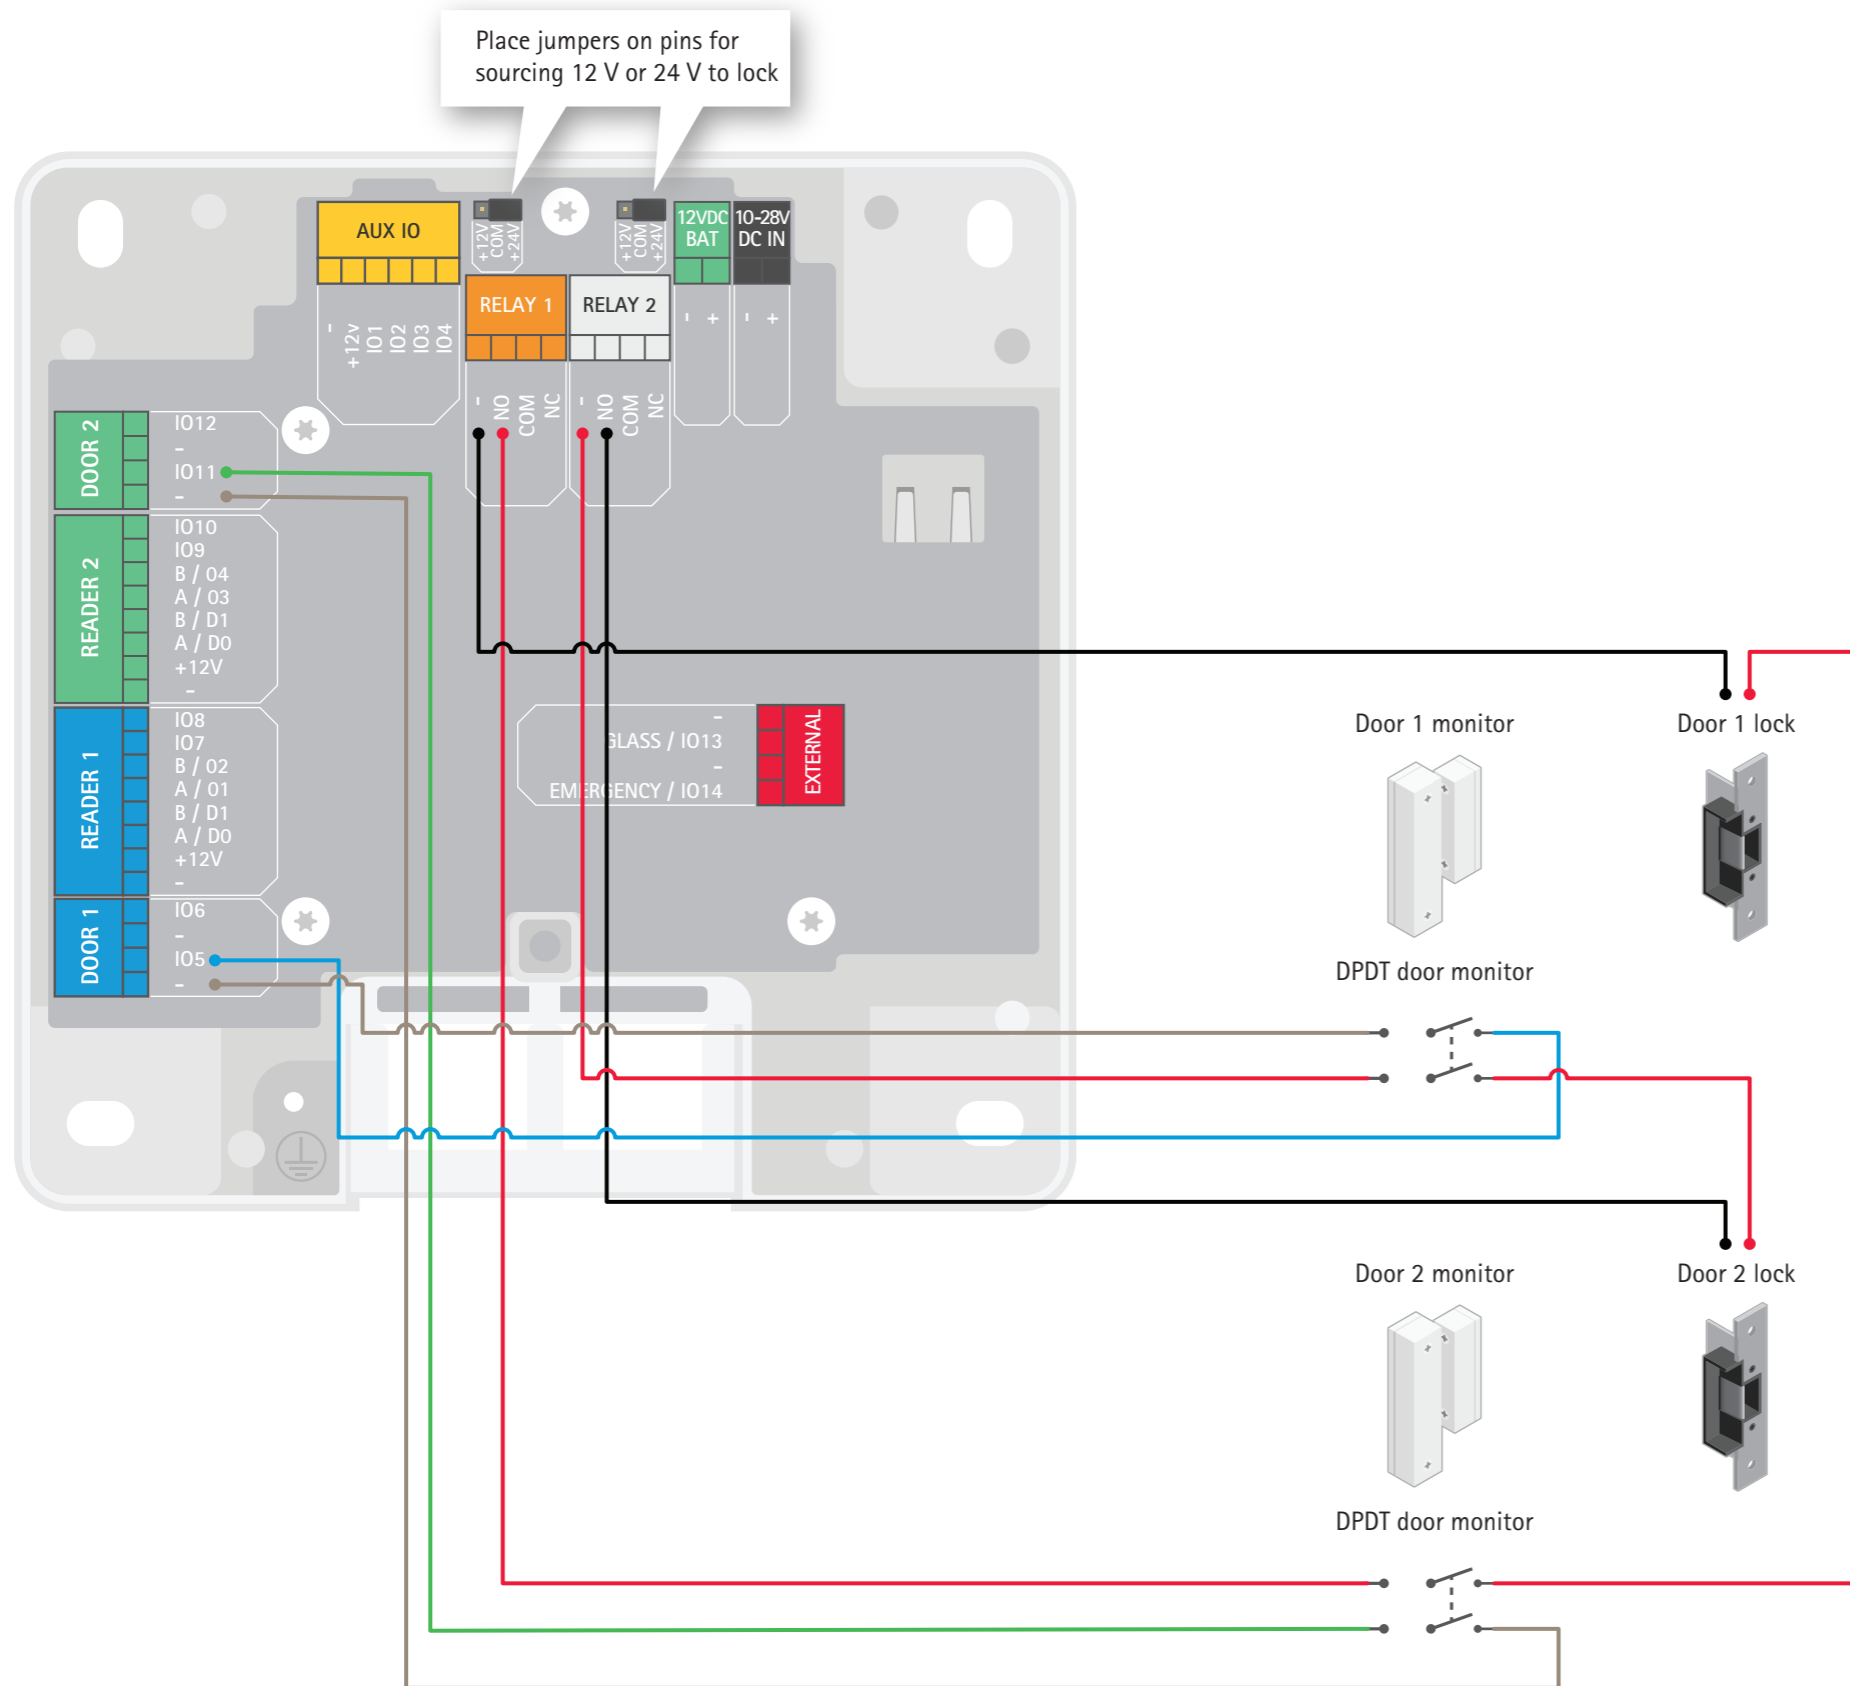 Place jumpers on pins for
sourcing 12 V or 24 V to lock
AUX IO
+12V
COM
+24V
+12V
COM
+24V
12VDC
BAT
10-28V
DC IN
RELAY 1
RELAY 2
-
+12v
IO1
IO2
IO3
IO4
- +
- +
-
NO
COM
NC
-
NO
COM
NC
DOOR 2
IO12
-
IO11
-
READER 2
IO10
IO9
B / O4
A / O3
B / D1
A / D0
+12V
-
READER 1
IO8
IO7
B / O2
A / O1
B / D1
A / D0
+12V
-
DOOR 1
IO6
-
IO5
-
-
GLASS / IO13
-
EMERGENCY / IO14
EXTERNAL
Door 1 monitor
Door 1 lock
DPDT door monitor
Door 2 monitor
Door 2 lock
DPDT door monitor